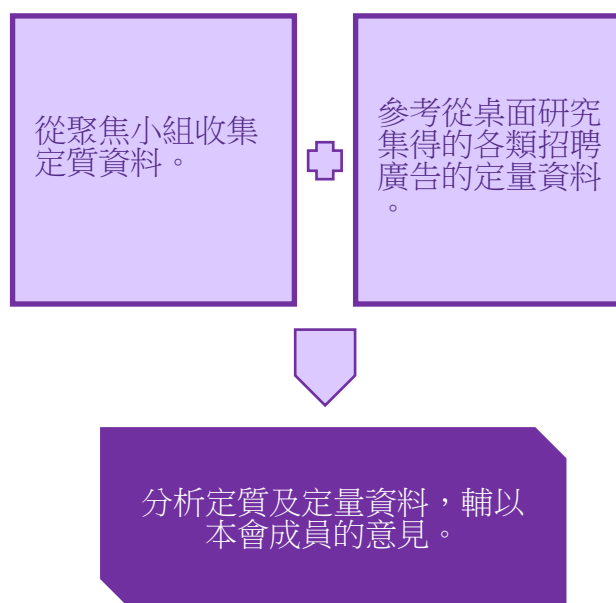 從聚焦小組收集
定質資料。
參考從桌面研究
集得的各類招聘
廣告的定量資料
。
分析定質及定量資料，輔以
本會成員的意見。